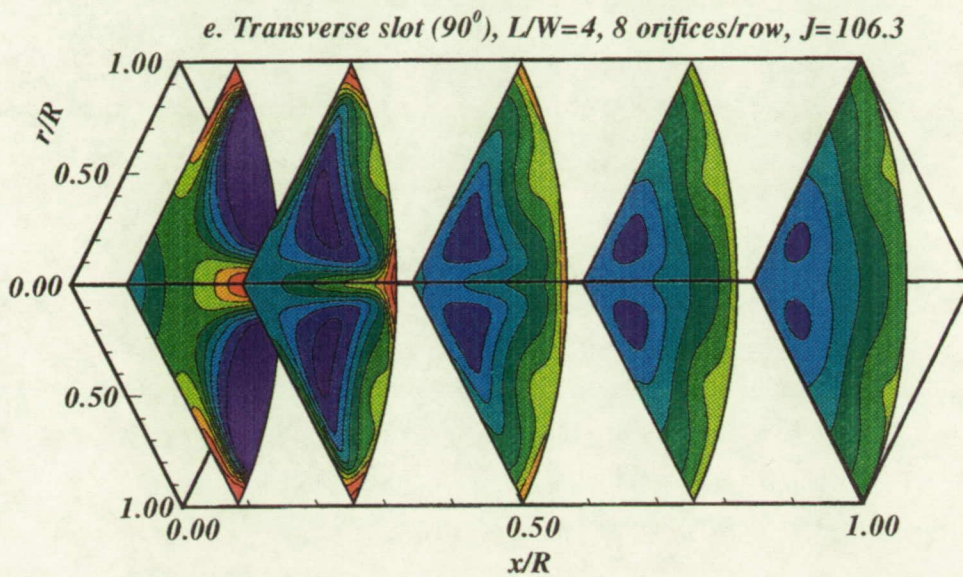 e. Transverse slot (90⁰), L/W=4, 8 orifices/row, J=106.3
1.00
r/R
0.50
0.00
0.50
1.00
0.00
0.50
1.00
x/R